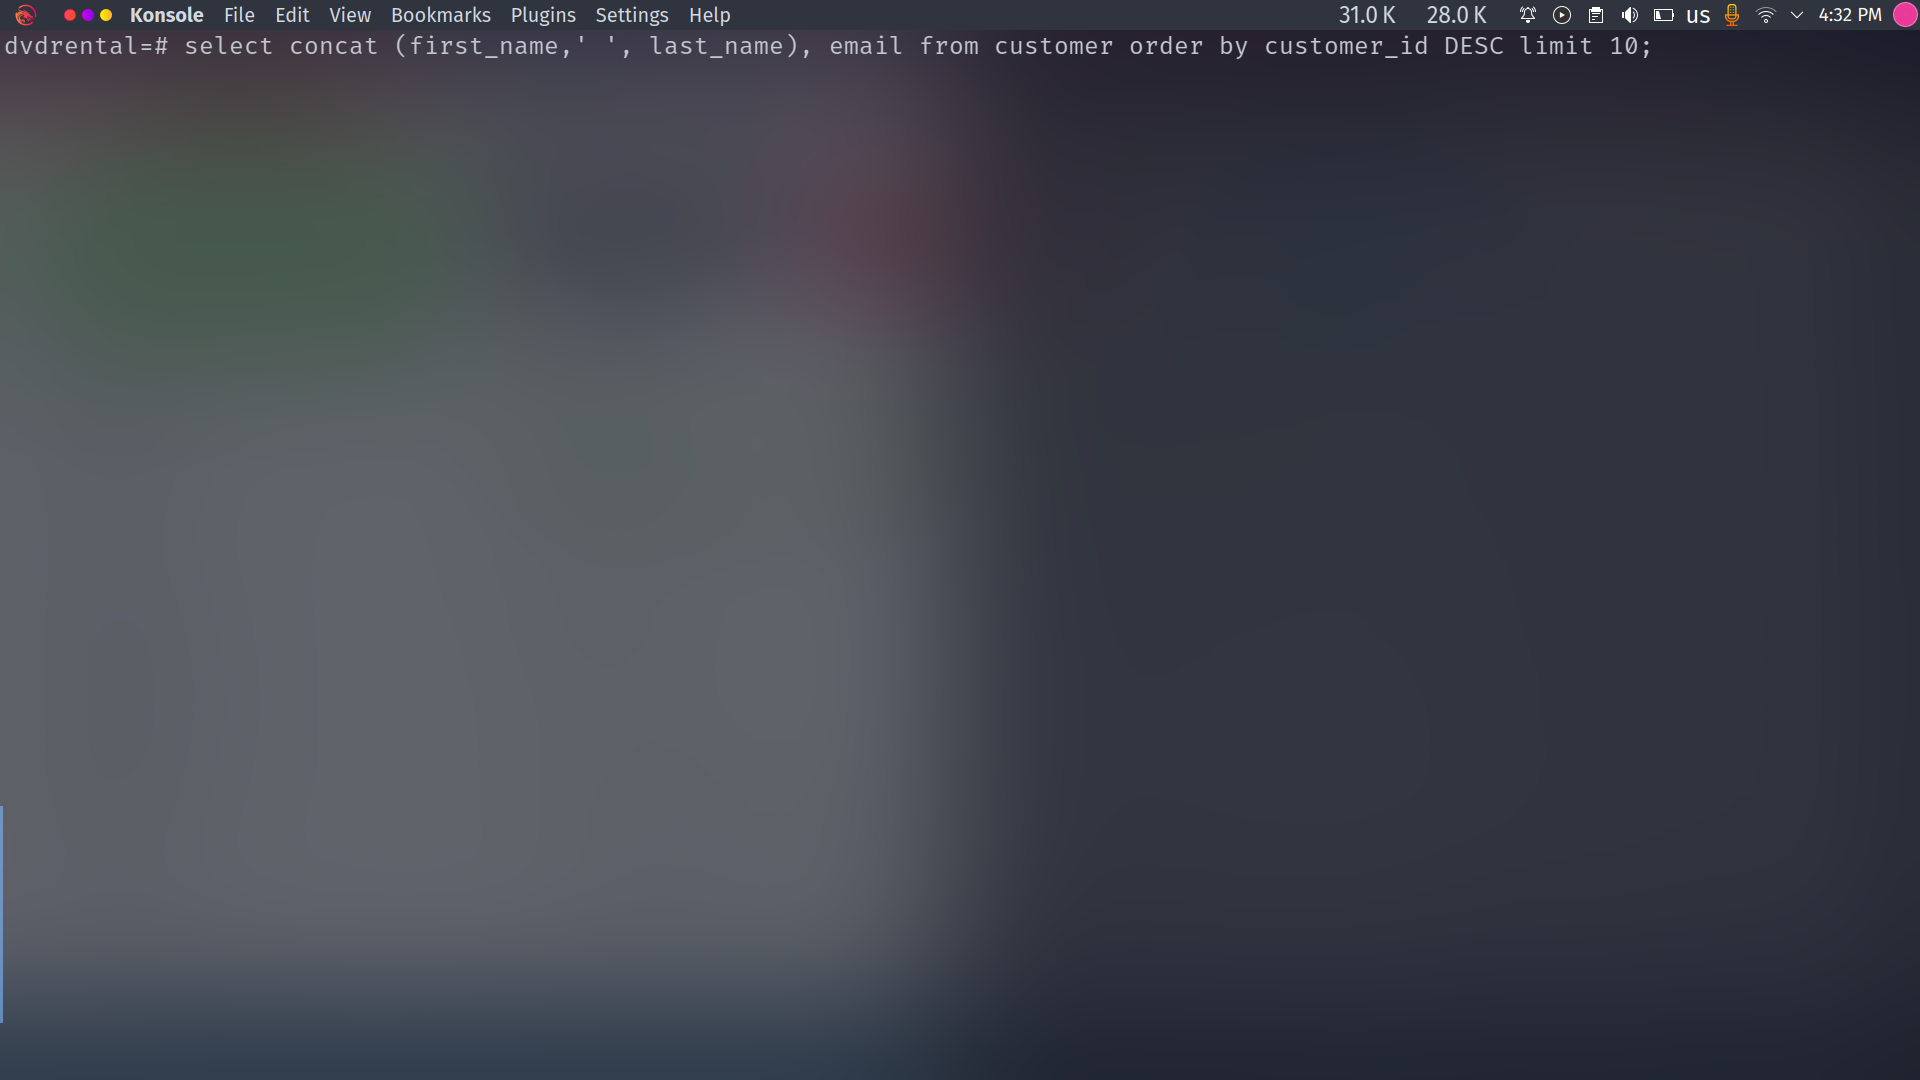 Konsole File Edit View Bookmarks Plugins Settings Help 31.0 K 28.0 K us 4:32 PM
dvdrental=# select concat (first_name,' ', last_name), email from customer order by customer_id DESC limit 10;